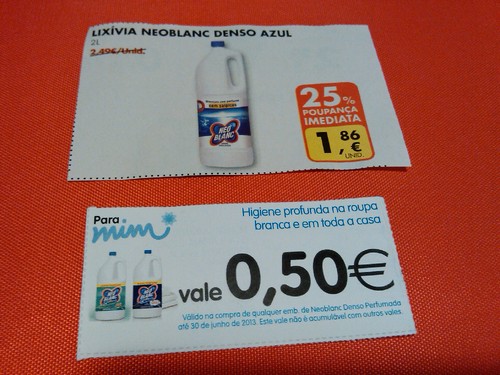 LIXÍVIA NEOBLANC DENSO AZUL
2L
2,49€/Unid.
NEO
BLANC
25%
POUPANÇA
IMEDIATA
1,86
€
UNID.
Para
mim
Higiene profunda na roupa
branca e em toda a casa
vale 0,50€
Válido na compra de qualquer emb. de Neoblanc Denso Perfumada
até 30 de junho de 2013. Este vale não é acumulável com outros vales